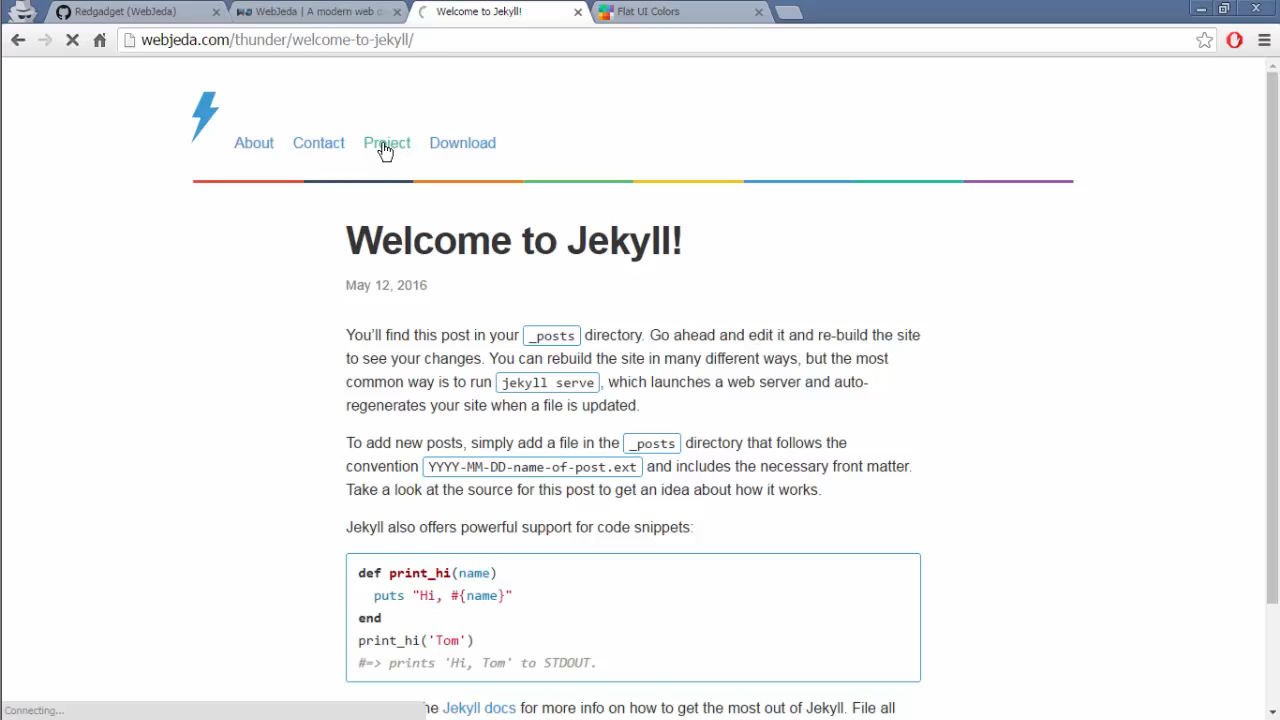 Redgadget (WebJeda)
WebJeda | A modern web c
Welcome to Jekyll!
Flat UI Colors
webjeda.com/thunder/welcome-to-jekyll/
About Contact Project Download
Welcome to Jekyll!
May 12, 2016
You’ll find this post in your _posts directory. Go ahead and edit it and re-build the site
to see your changes. You can rebuild the site in many different ways, but the most
common way is to run jekyll serve, which launches a web server and auto-
regenerates your site when a file is updated.
To add new posts, simply add a file in the _posts directory that follows the
convention YYYY-MM-DD-name-of-post.ext and includes the necessary front matter.
Take a look at the source for this post to get an idea about how it works.
Jekyll also offers powerful support for code snippets:
def print_hi(name)
puts "Hi, #{name}"
end
print_hi('Tom')
#=> prints 'Hi, Tom' to STDOUT.
Jekyll docs for more info on how to get the most out of Jekyll. File all
Connecting...